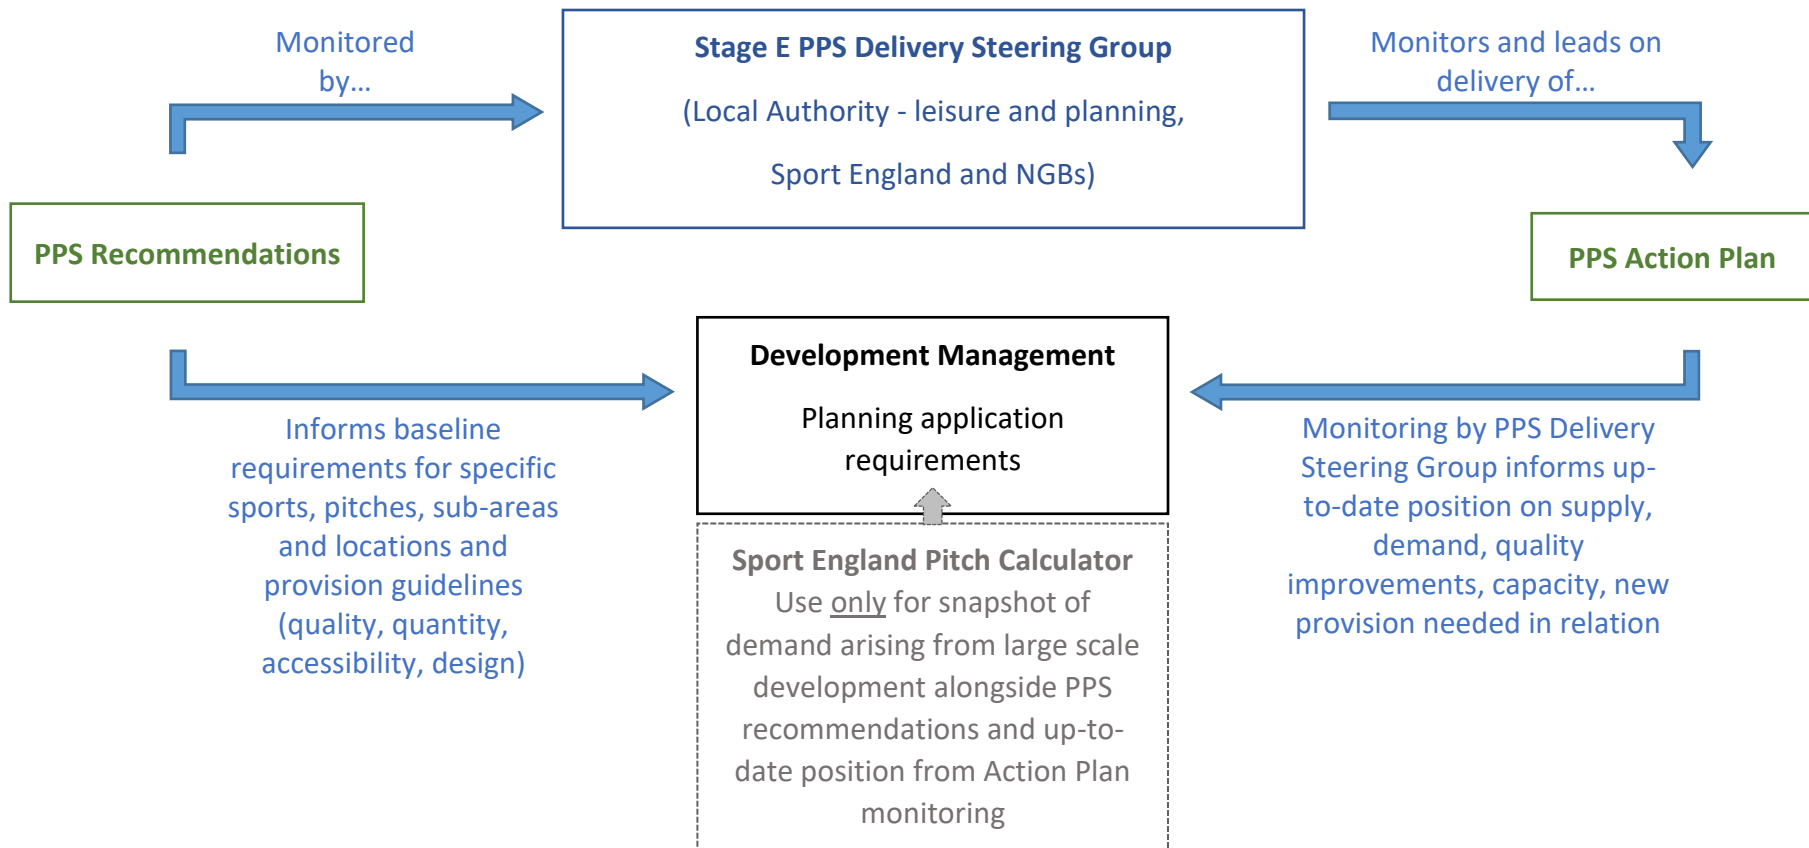 Monitored
by...
Stage E PPS Delivery Steering Group
(Local Authority - leisure and planning,
Sport England and NGBs)
Monitors and leads on
delivery of...
PPS Recommendations
PPS Action Plan
Development Management
Planning application
requirements
Informs baseline
requirements for specific
sports, pitches, sub-areas
and locations and
provision guidelines
(quality, quantity,
accessibility, design)
Monitoring by PPS Delivery
Steering Group informs up-
to-date position on supply,
demand, quality
improvements, capacity, new
provision needed in relation
Sport England Pitch Calculator
Use only for snapshot of
demand arising from large scale
development alongside PPS
recommendations and up-to-
date position from Action Plan
monitoring